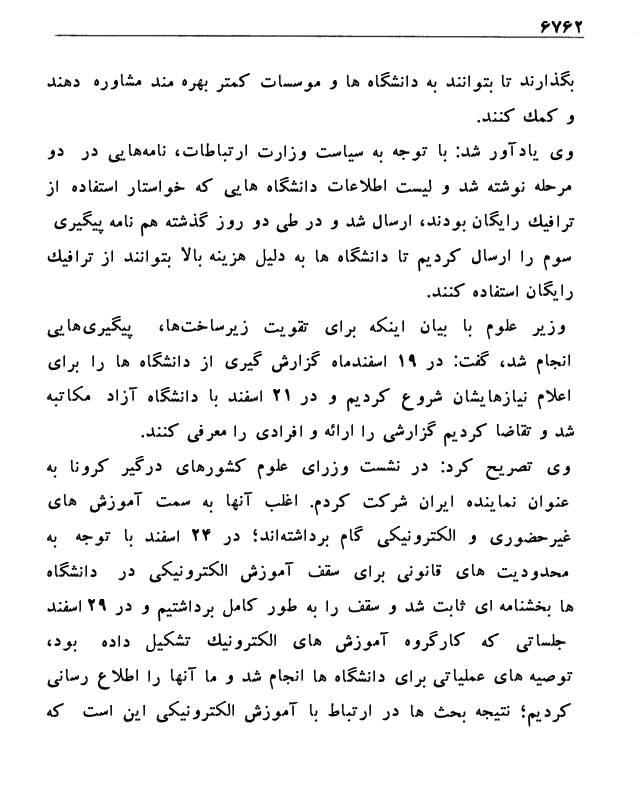 ۶۷۶۲
بگذارند تا بتوانند به دانشگاه ها و موسسات کمتر بهره مند مشاوره دهند
و کمك کنند.
وی یادآور شد: با توجه به سیاست وزارت ارتباطات، نامه‌هایی در دو
مرحله نوشته شد و لیست اطلاعات دانشگاه هایی که خواستار استفاده از
ترافیك رایگان بودند، ارسال شد و در طی دو روز گذشته هم نامه پیگیری
سوم را ارسال کردیم تا دانشگاه ها به دلیل هزینه بالا بتوانند از ترافیك
رایگان استفاده کنند.
وزیر علوم با بیان اینکه برای تقویت زیرساخت‌ها، پیگیری‌هایی
انجام شد، گفت: در ۱۹ اسفندماه گزارش گیری از دانشگاه ها را برای
اعلام نیازهایشان شروع کردیم و در ۲۱ اسفند با دانشگاه آزاد مکاتبه
شد و تقاضا کردیم گزارشی را ارائه و افرادی را معرفی کنند.
وی تصریح کرد: در نشست وزرای علوم کشورهای درگیر کرونا به
عنوان نماینده ایران شرکت کردم. اغلب آنها به سمت آموزش های
غیرحضوری و الکترونیکی گام برداشته‌اند؛ در ۲۴ اسفند با توجه به
محدودیت های قانونی برای سقف آموزش الکترونیکی در دانشگاه
ها بخشنامه ای ثابت شد و سقف را به طور کامل برداشتیم و در ۲۹ اسفند
جلساتی که کارگروه آموزش های الکترونیك تشکیل داده بود،
توصیه های عملیاتی برای دانشگاه ها انجام شد و ما آنها را اطلاع رسانی
کردیم؛ نتیجه بحث ها در ارتباط با آموزش الکترونیکی این است که